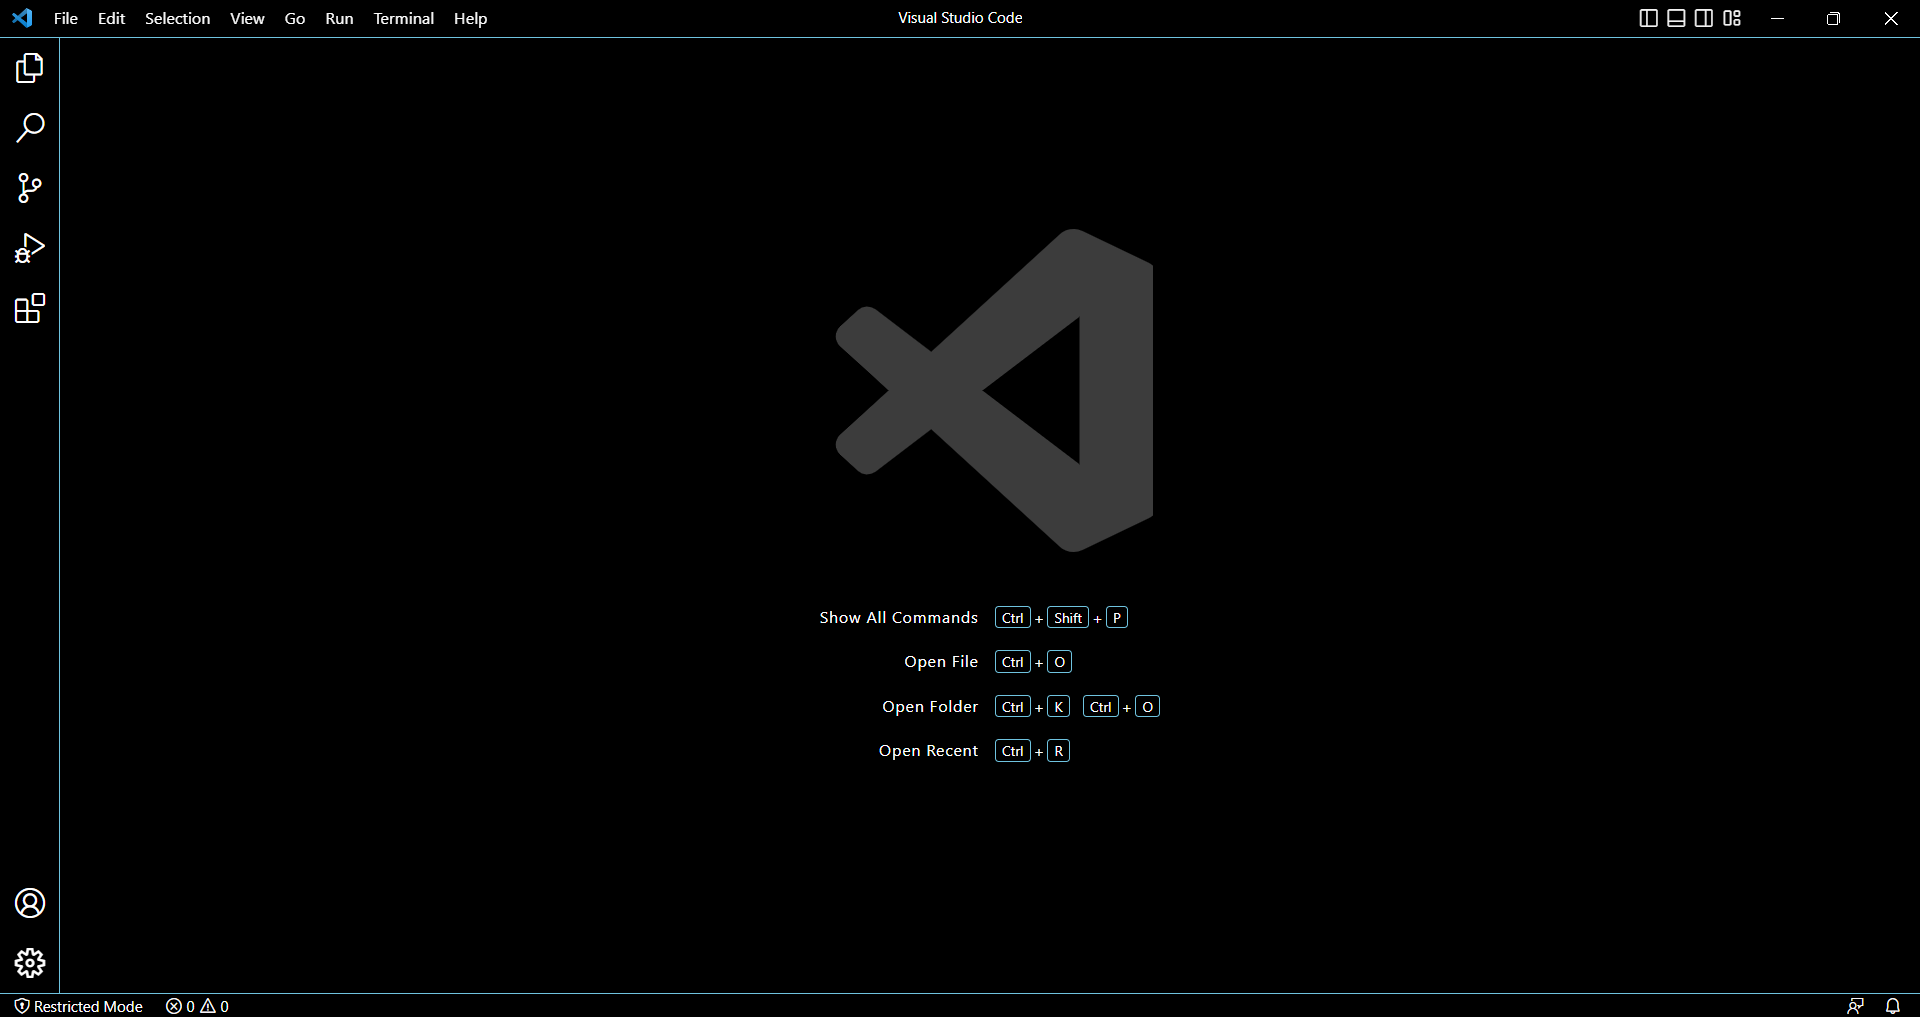 File Edit Selection View Go Run Terminal Help Visual Studio Code
Show All Commands Ctrl + Shift + P
Open File Ctrl + O
Open Folder Ctrl + K Ctrl + O
Open Recent Ctrl + R
Restricted Mode 0 0